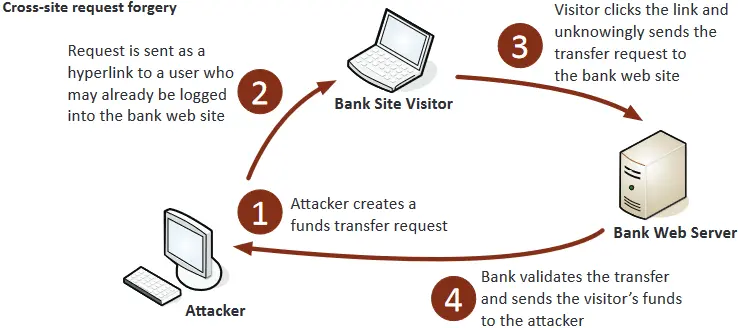 Cross-site request forgery
Request is sent as a
hyperlink to a user who
may already be logged
into the bank web site
2
Bank Site Visitor
3
Visitor clicks the link and
unknowingly sends the
transfer request to
the bank web site
1
Attacker creates a
funds transfer request
Bank Web Server
Attacker
4
Bank validates the transfer
and sends the visitor’s funds
to the attacker